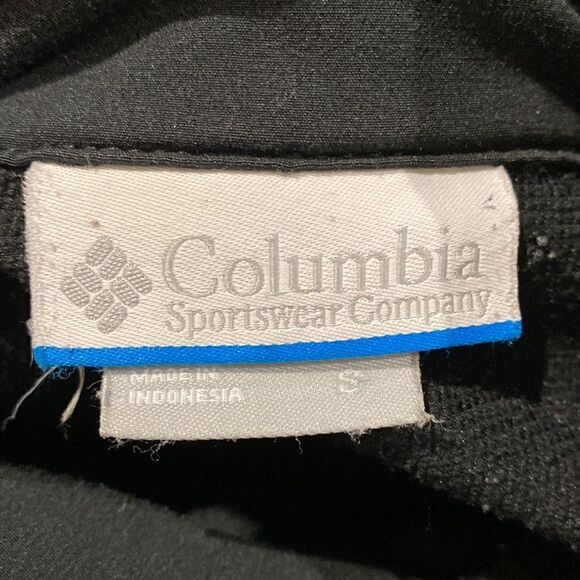 Columbia
Sportswear Company
MADE IN
INDONESIA
S